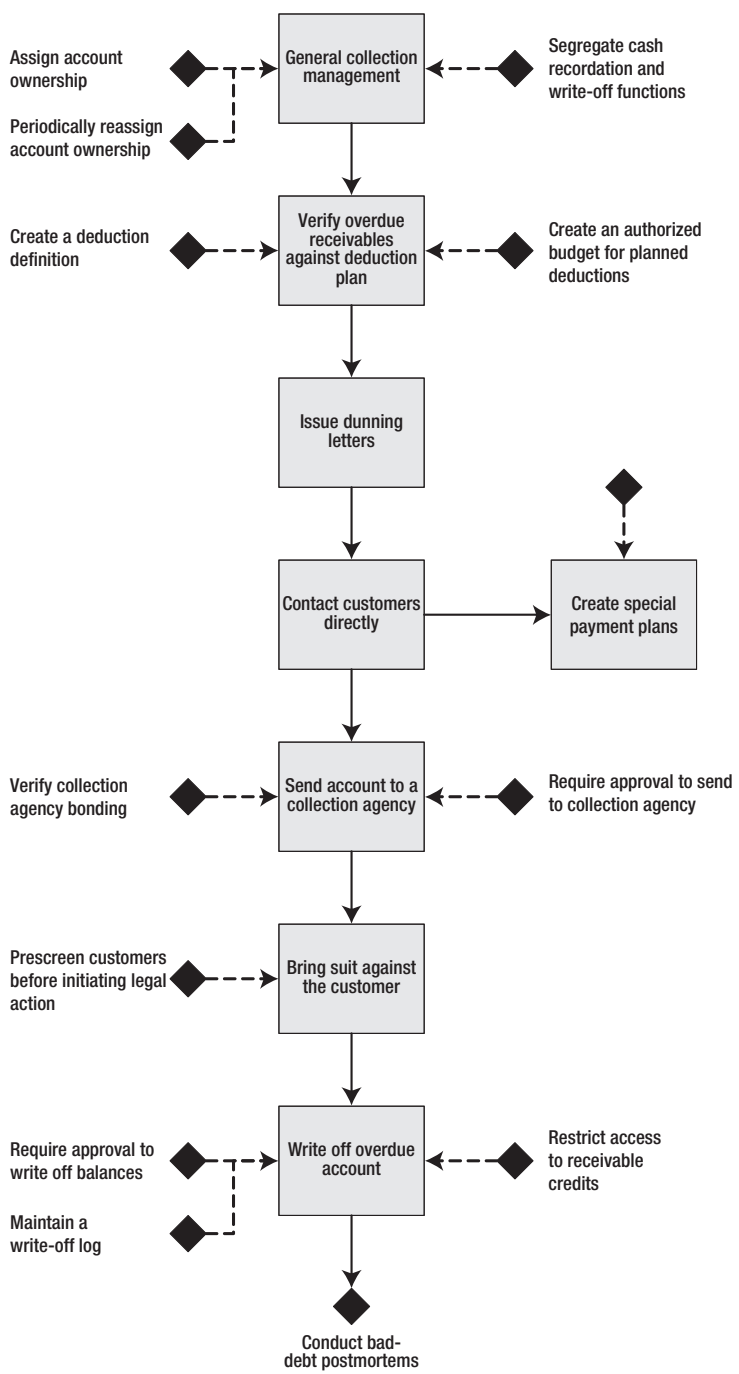 Assign account
ownership
Periodically reassign
account ownership
General collection
management
Segregate cash
recordation and
write-off functions
Create a deduction
definition
Verify overdue
receivables
against deduction
plan
Create an authorized
budget for planned
deductions
Issue dunning
letters
Contact customers
directly
Create special
payment plans
Verify collection
agency bonding
Send account to a
collection agency
Require approval to send
to collection agency
Prescreen customers
before initiating legal
action
Bring suit against
the customer
Require approval to
write off balances
Maintain a
write-off log
Write off overdue
account
Restrict access
to receivable
credits
Conduct bad-
debt postmortems